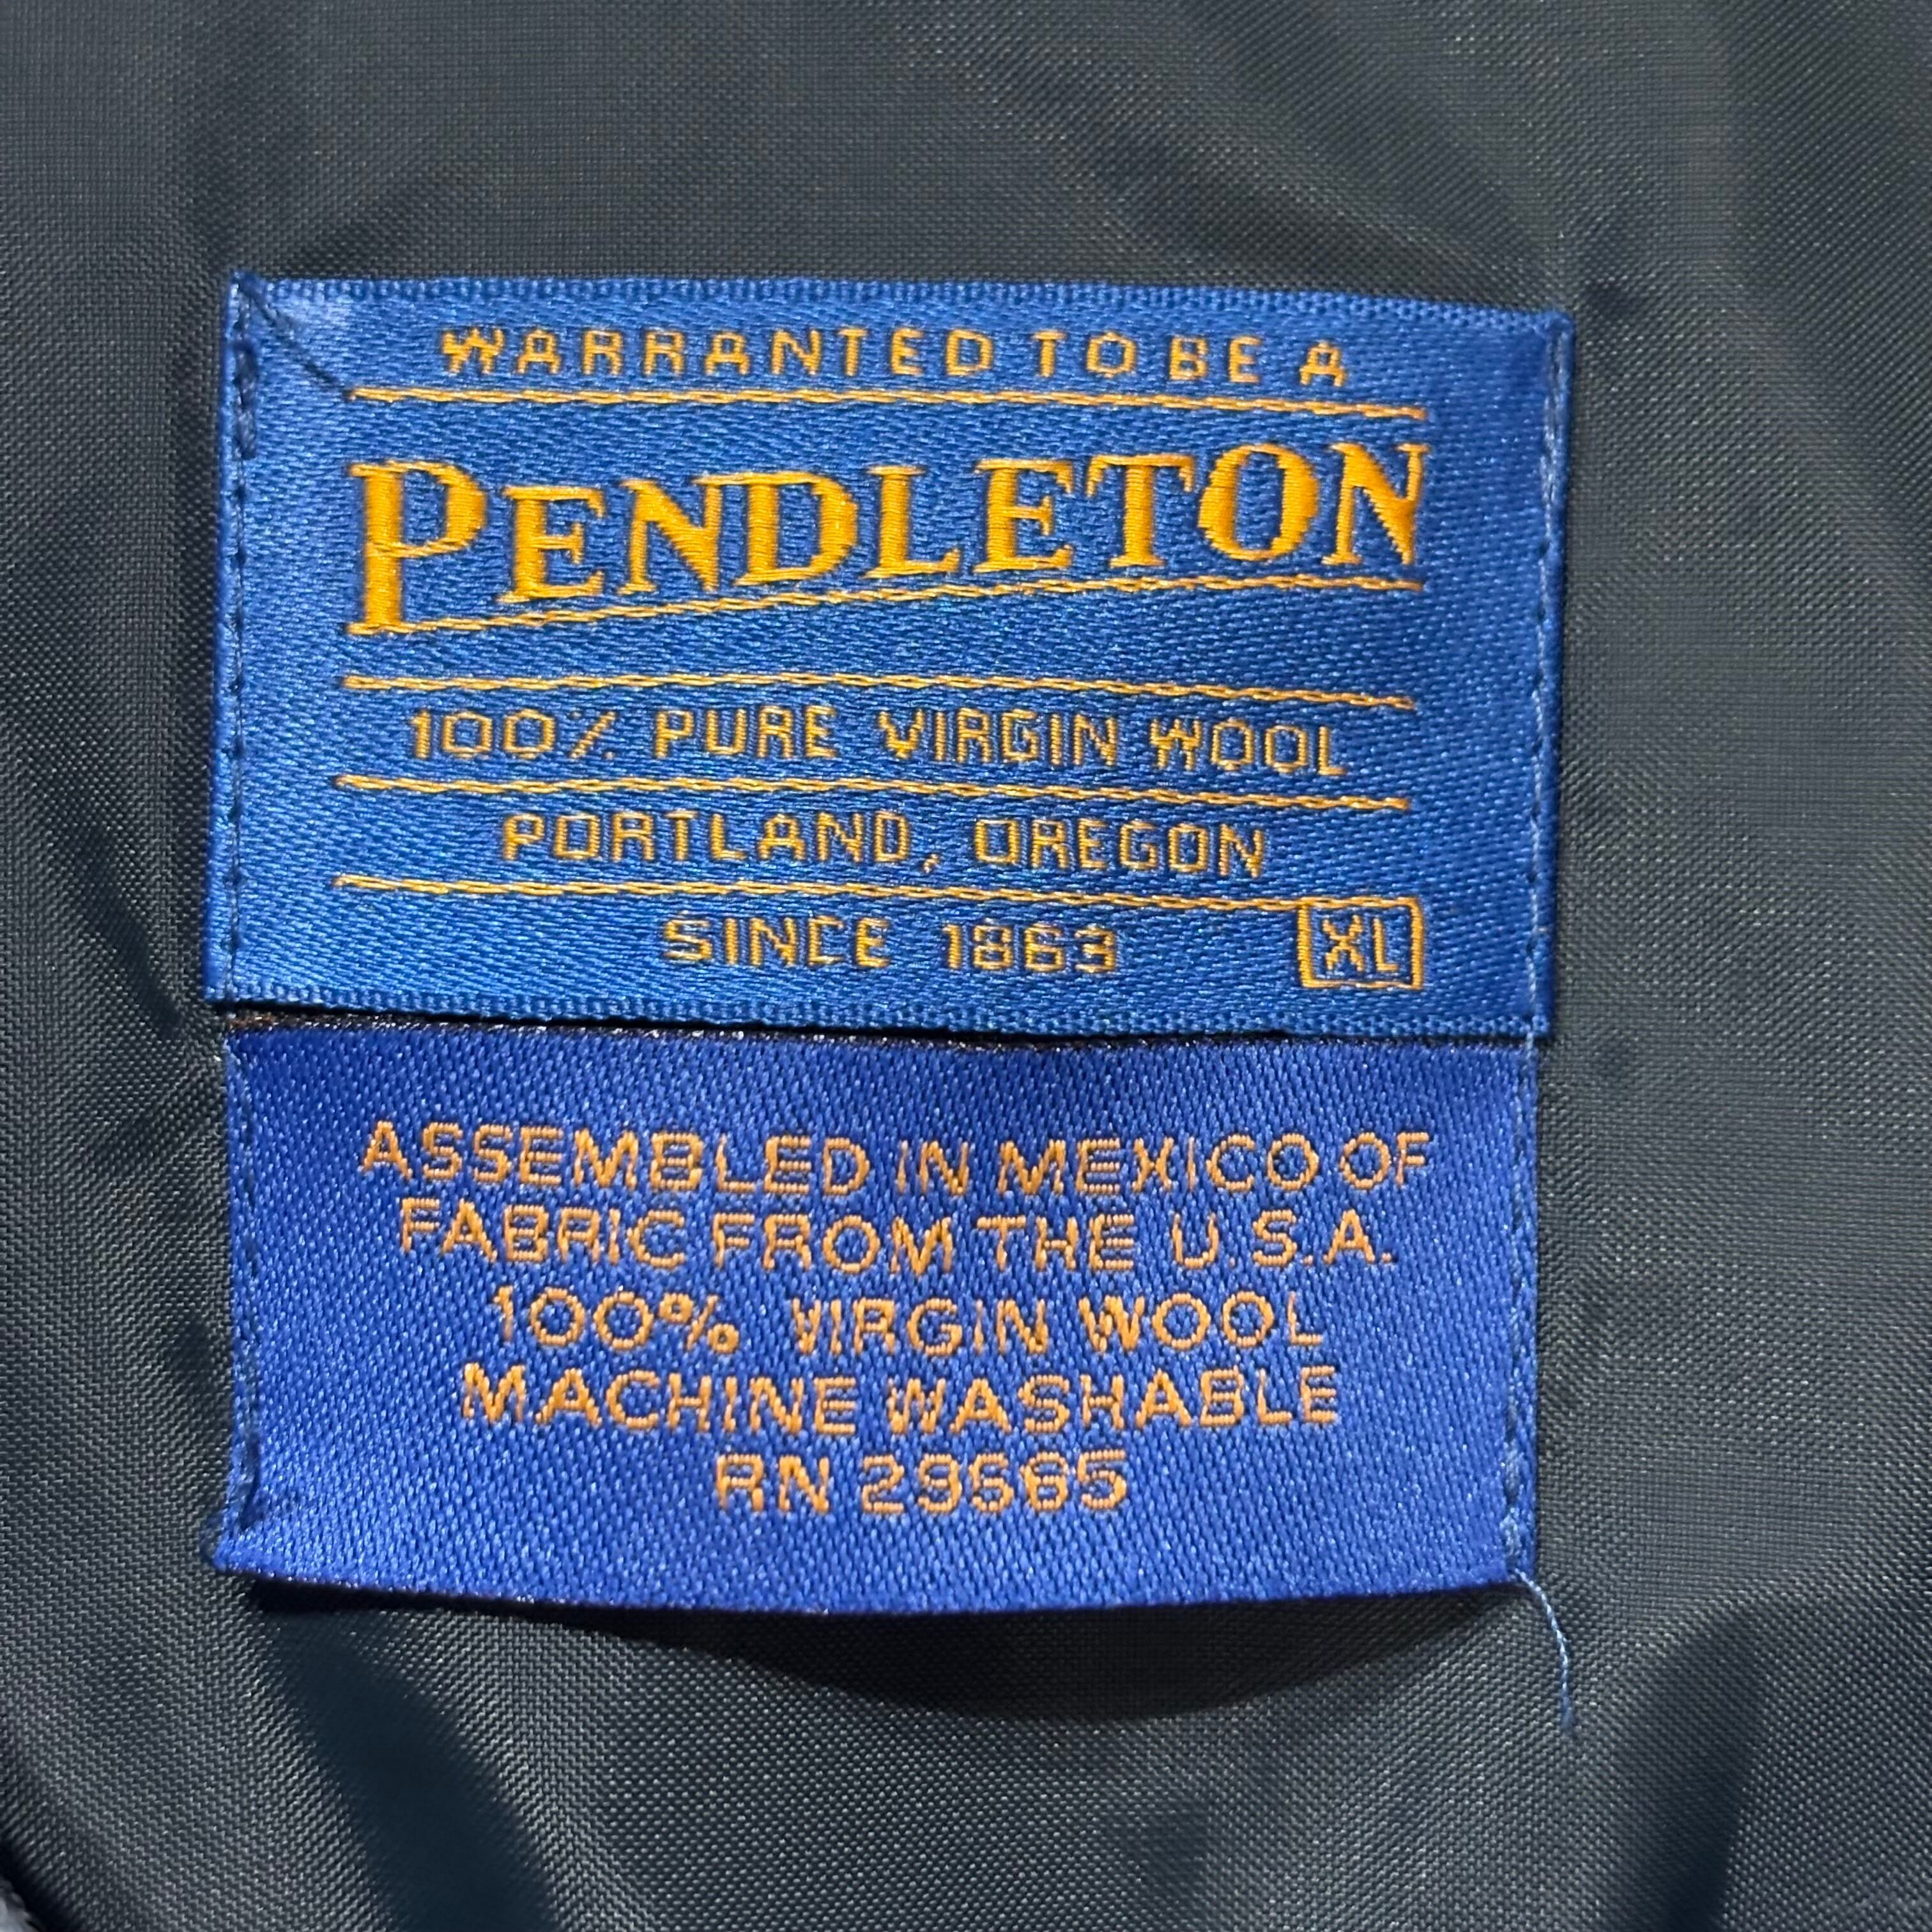 WARRANTED TO BE A
PENDLETON
100% PURE VIRGIN WOOL
PORTLAND, OREGON
SINCE 1863
XL
ASSEMBLED IN MEXICO OF
FABRIC FROM THE U.S.A.
100% VIRGIN WOOL
MACHINE WASHABLE
RN 29685